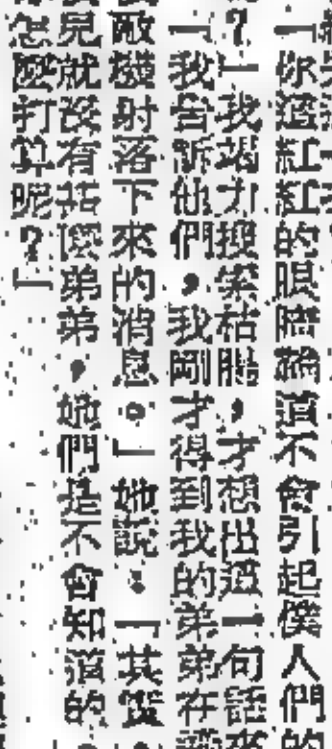 「你這紅紅的眼睛難道不會引起僕人們的
?」我竭力搜索枯腸,才想出這一句話來
「我告訴他們,我剛才得到我的弟弟在
敵機射落下來的消息。」她說:「其實
兒就沒有甚麼弟弟,她們是不會知道的
怎麼打算呢?」